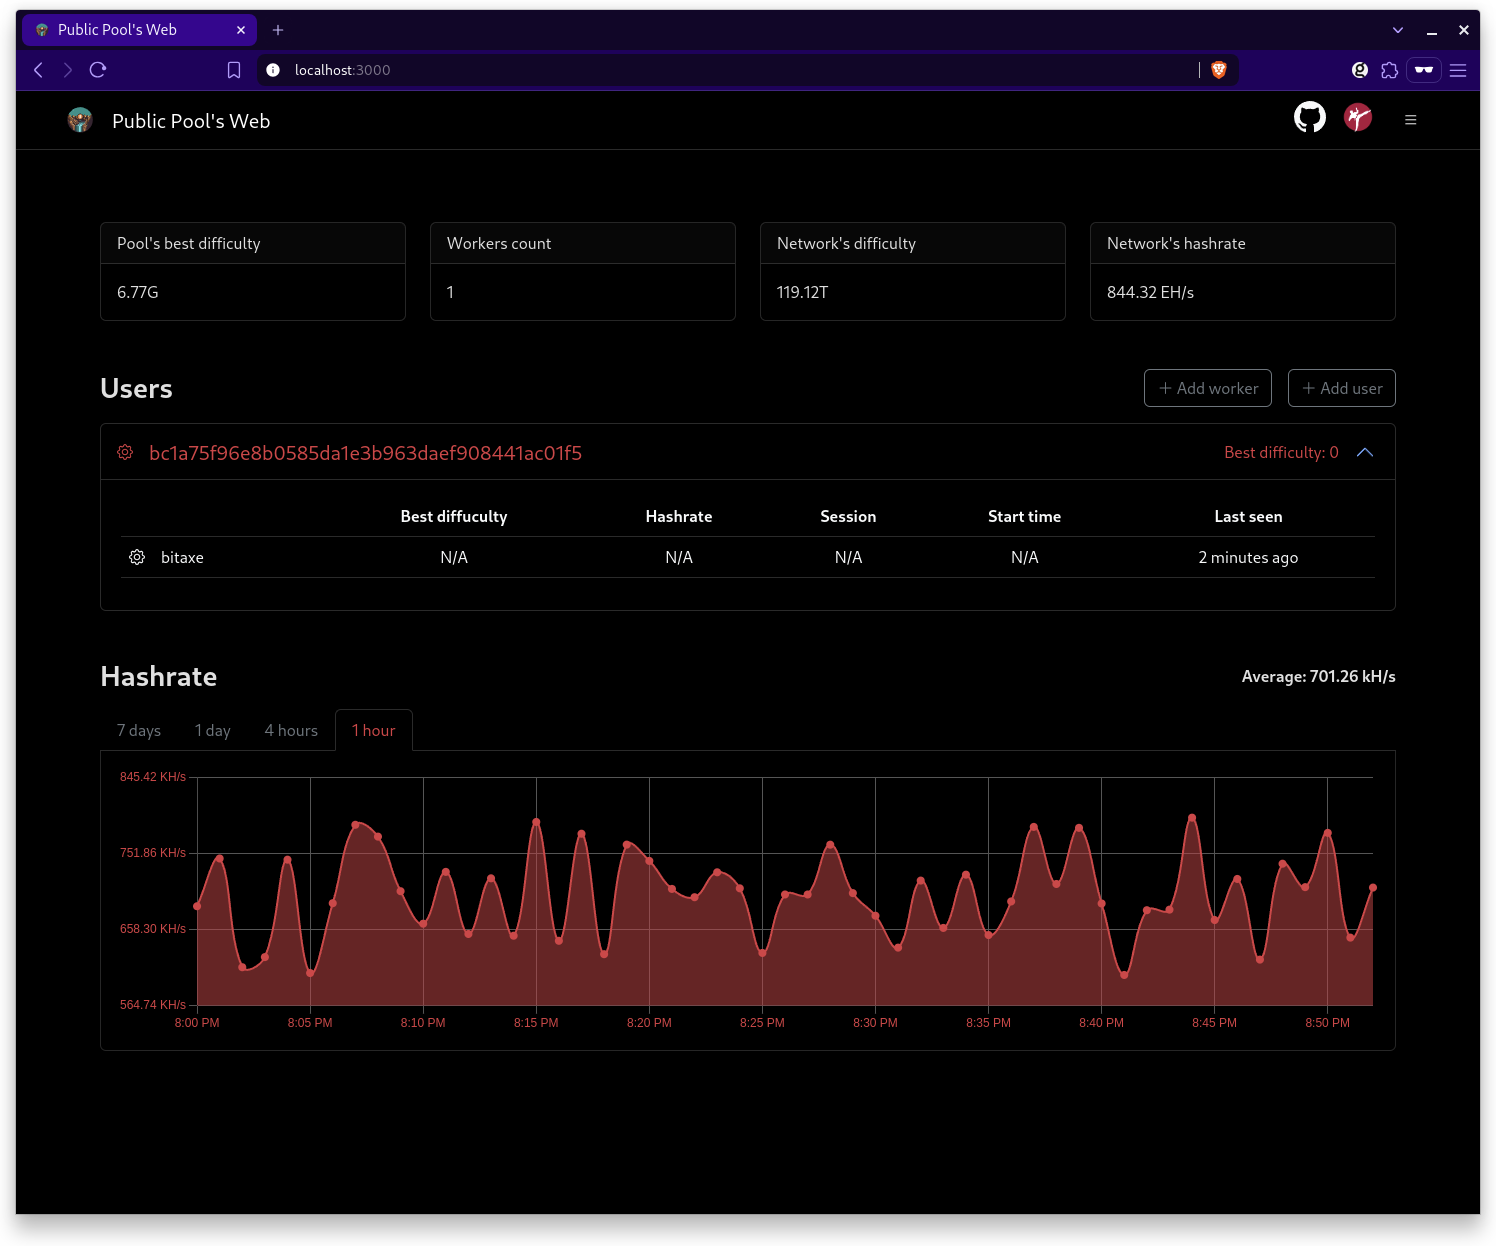 Public Pool's Web
localhost:3000
Public Pool's Web
Pool's best difficulty
6.77G
Workers count
1
Network's difficulty
119.12T
Network's hashrate
844.32 EH/s
Users
Add worker
Add user
bc1a75f96e8b0585da1e3b963daef908441ac01f5
Best difficulty: 0
Best diffuculty Hashrate Session Start time Last seen
bitaxe N/A N/A N/A N/A 2 minutes ago
Hashrate
Average: 701.26 kH/s
7 days 1 day 4 hours 1 hour
845.42 KH/s
751.86 KH/s
658.30 KH/s
564.74 KH/s
8:00 PM 8:05 PM 8:10 PM 8:15 PM 8:20 PM 8:25 PM 8:30 PM 8:35 PM 8:40 PM 8:45 PM 8:50 PM